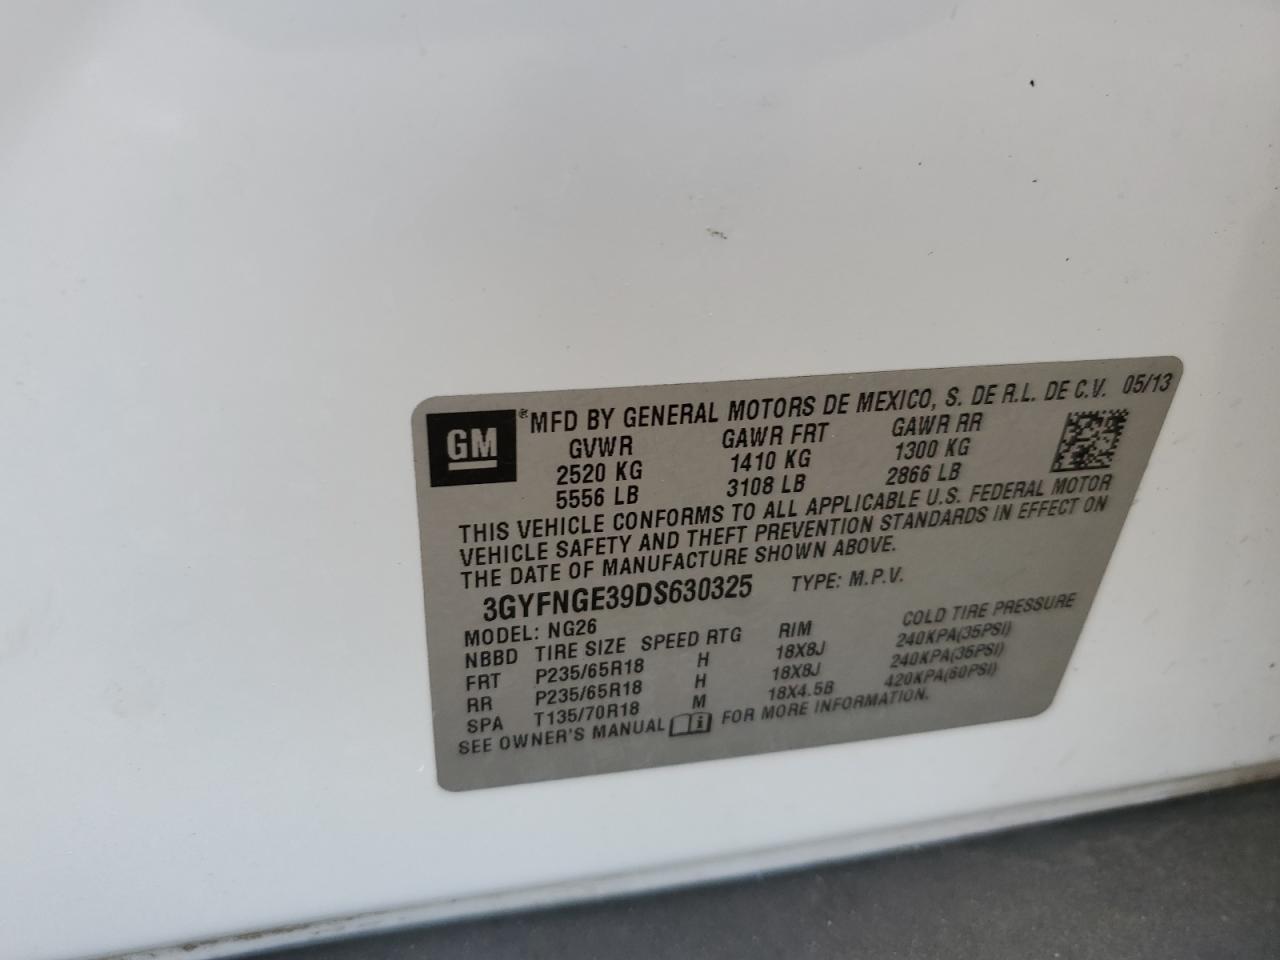 GM ® MFD BY GENERAL MOTORS DE MEXICO, S. DE R.L. DE C.V. 05/13
GVWR GAWR FRT GAWR RR
2520 KG 1410 KG 1300 KG
5556 LB 3108 LB 2866 LB
THIS VEHICLE CONFORMS TO ALL APPLICABLE U.S. FEDERAL MOTOR
VEHICLE SAFETY AND THEFT PREVENTION STANDARDS IN EFFECT ON
THE DATE OF MANUFACTURE SHOWN ABOVE.
3GYFNGE39DS630325 TYPE: M.P.V.
MODEL: NG26
NBBD TIRE SIZE SPEED RTG RIM COLD TIRE PRESSURE
FRT P235/65R18 H 18X8J 240KPA(35PSI)
RR P235/65R18 H 18X8J 240KPA(35PSI)
SPA T135/70R18 M 18X4.5B 420KPA(60PSI)
SEE OWNER'S MANUAL i FOR MORE INFORMATION.